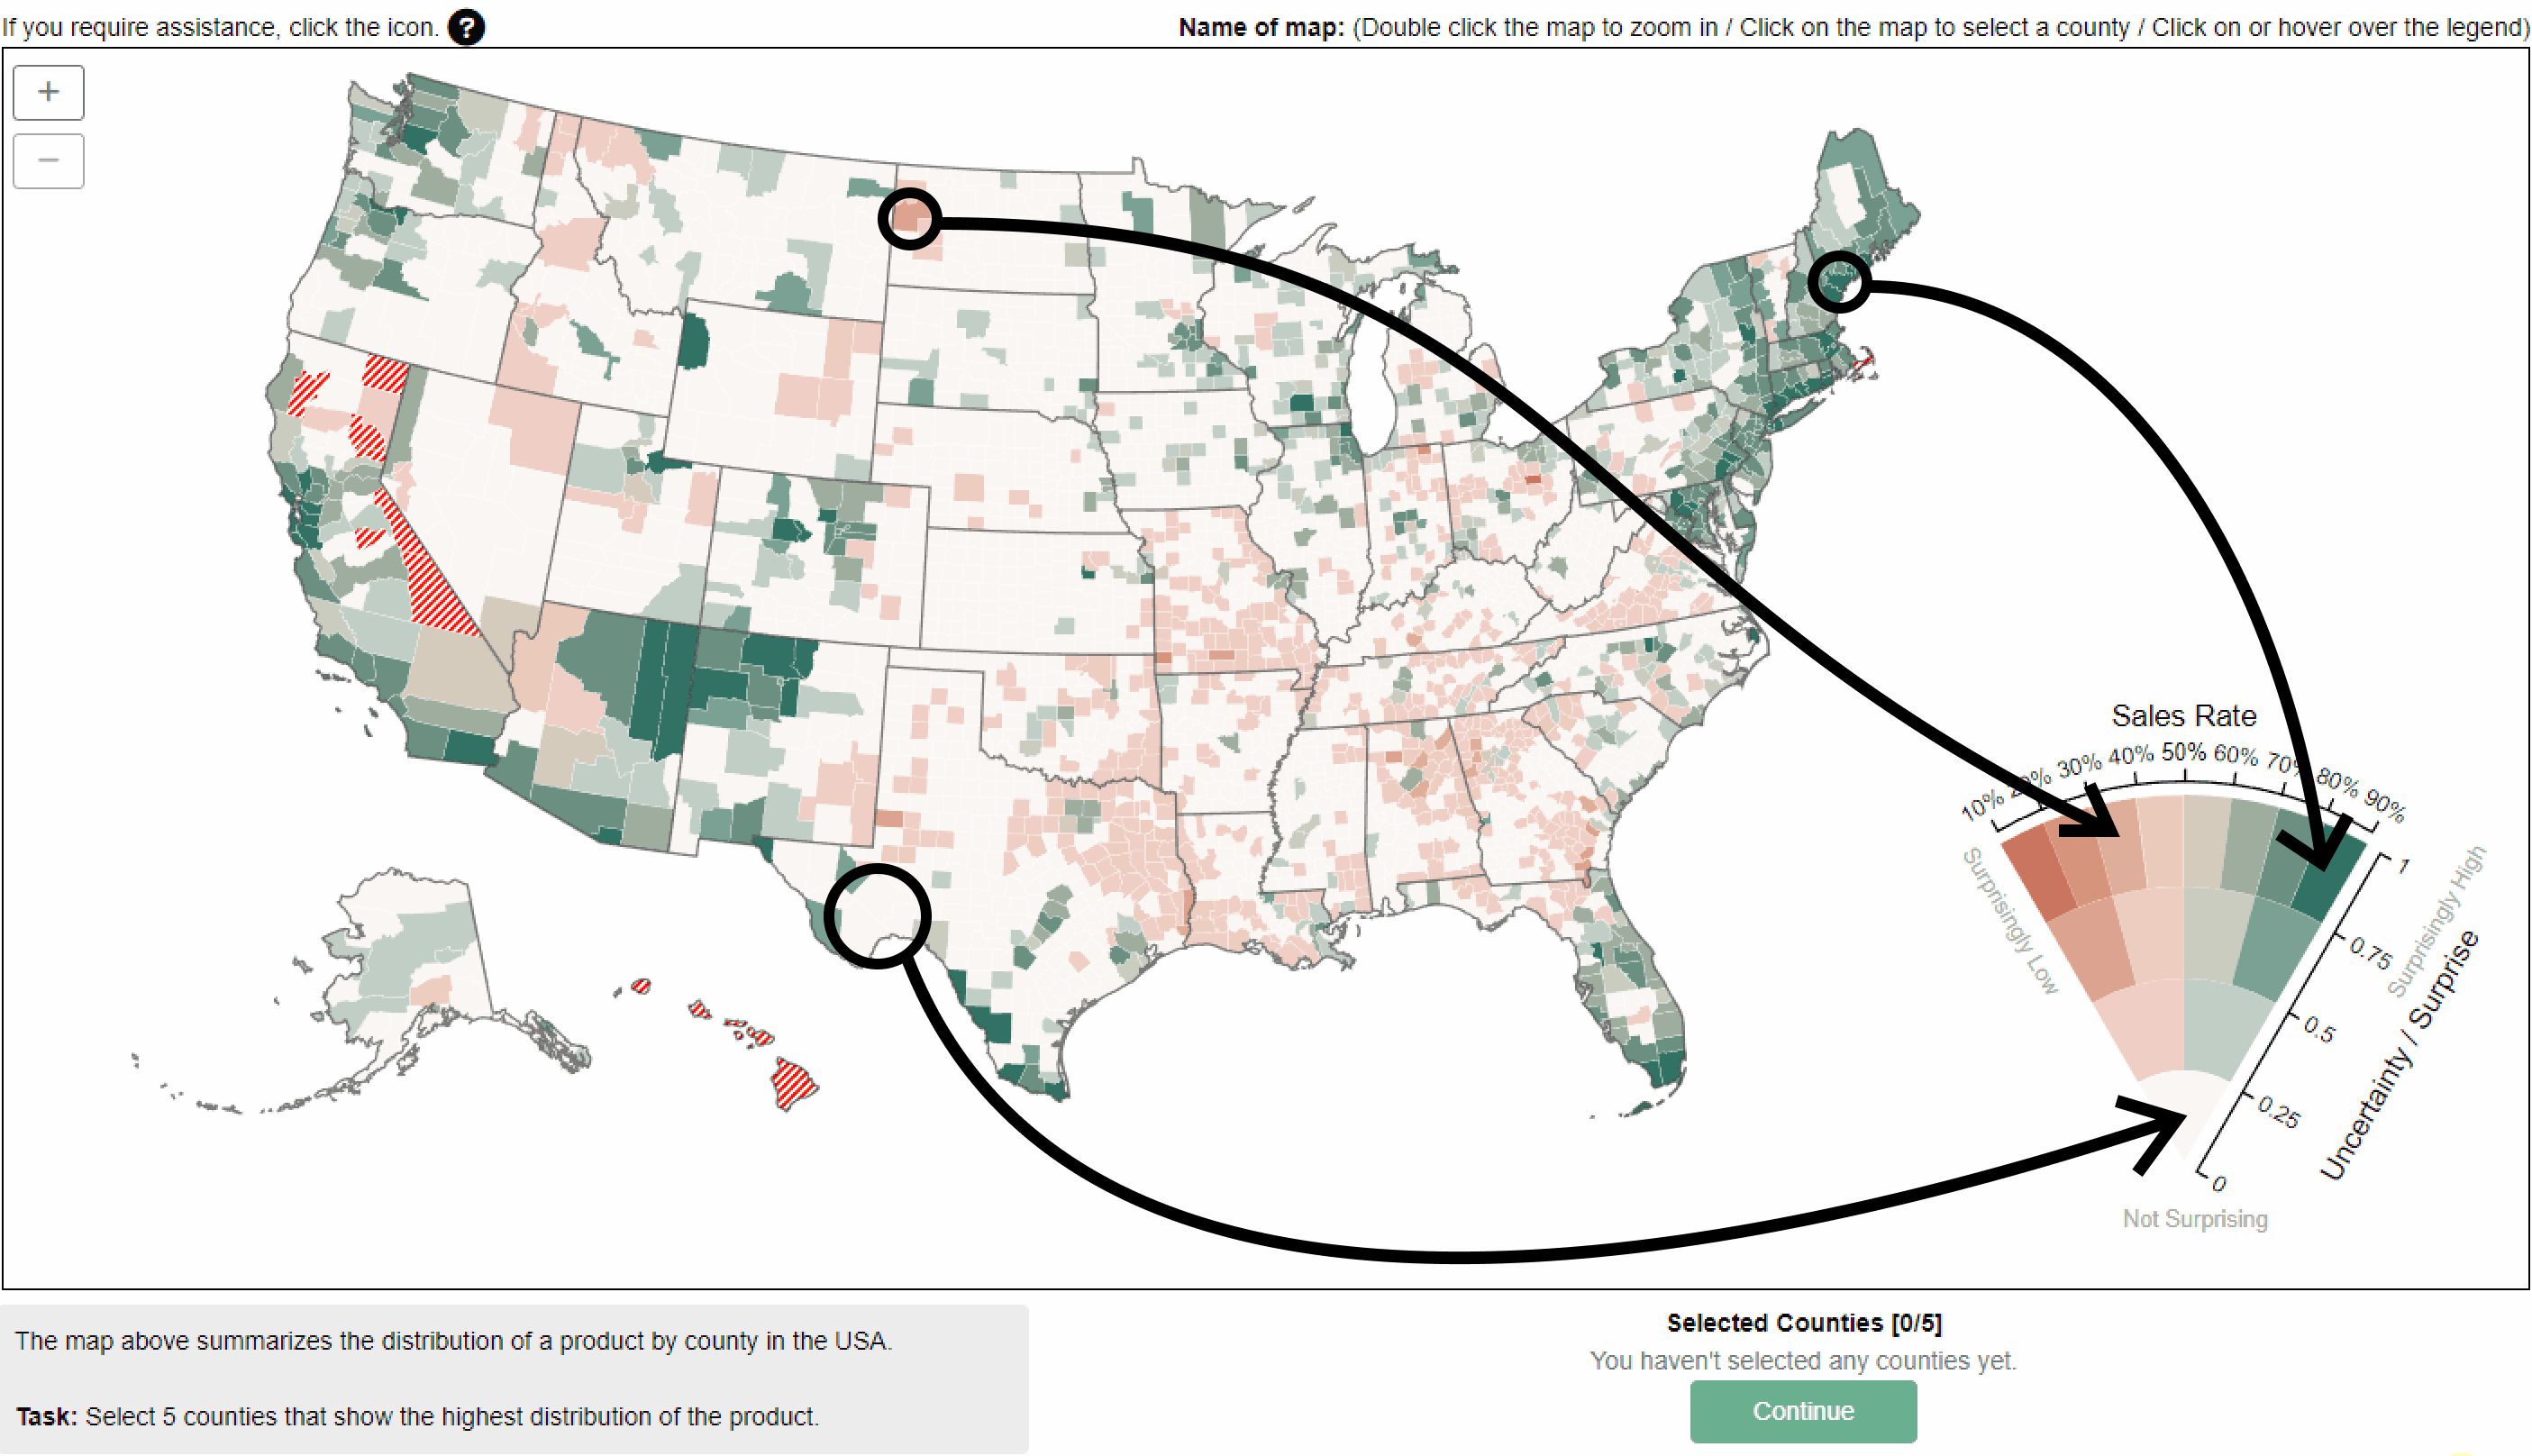 If you require assistance, click the icon. ?
Name of map: (Double click the map to zoom in / Click on the map to select a county / Click on or hover over the legend)
+
−
Sales Rate
10% 20% 30% 40% 50% 60% 70% 80% 90%
Surprisingly Low
Surprisingly High
1
0.75
0.5
0.25
0
Uncertainty / Surprise
Not Surprising
The map above summarizes the distribution of a product by county in the USA.
Task: Select 5 counties that show the highest distribution of the product.
Selected Counties [0/5]
You haven't selected any counties yet.
Continue